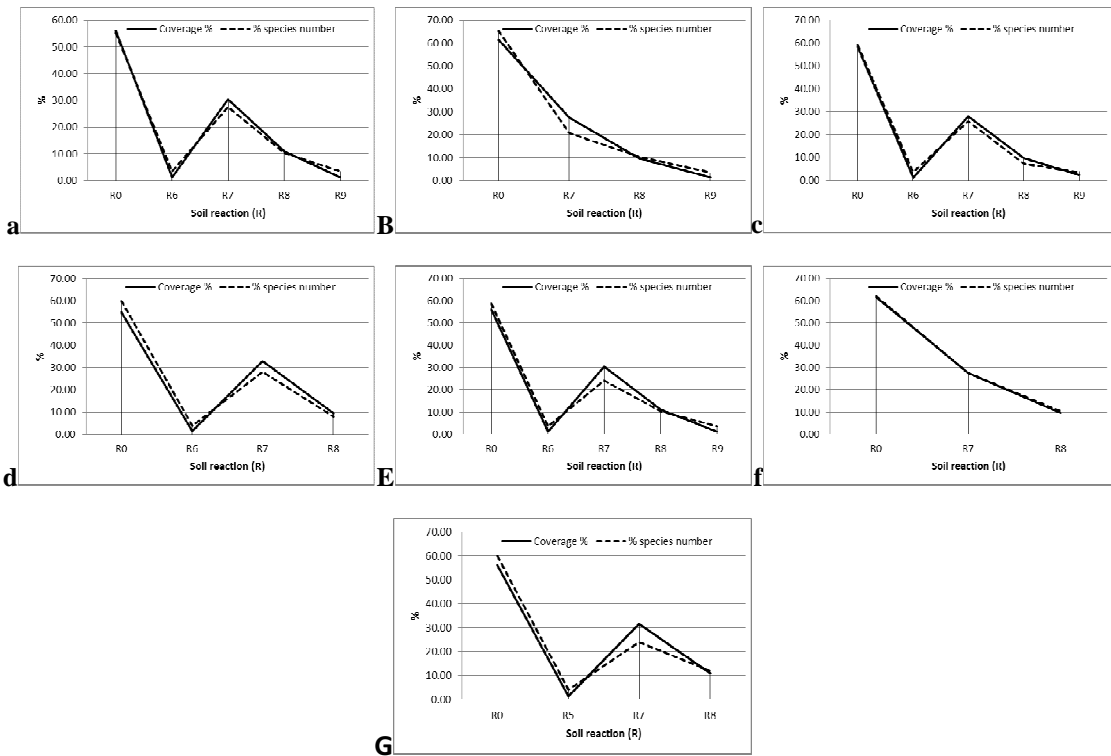 Coverage % % species number
60.00
50.00
40.00
30.00
20.00
10.00
0.00
%
R0 R6 R7 R8 R9
Soil reaction (R)
a
Coverage % % species number
70.00
60.00
50.00
40.00
30.00
20.00
10.00
0.00
%
R0 R7 R8 R9
Soil reaction (R)
B
Coverage % % species number
70.00
60.00
50.00
40.00
30.00
20.00
10.00
0.00
%
R0 R6 R7 R8 R9
Soil reaction (R)
c
Coverage % % species number
70.00
60.00
50.00
40.00
30.00
20.00
10.00
0.00
%
R0 R6 R7 R8
Soil reaction (R)
d
Coverage % % species number
70.00
60.00
50.00
40.00
30.00
20.00
10.00
0.00
%
R0 R6 R7 R8 R9
Soil reaction (R)
E
Coverage % % species number
70.00
60.00
50.00
40.00
30.00
20.00
10.00
0.00
%
R0 R7 R8
Soil reaction (R)
f
Coverage % % species number
70.00
60.00
50.00
40.00
30.00
20.00
10.00
0.00
%
R0 R5 R7 R8
Soil reaction (R)
G